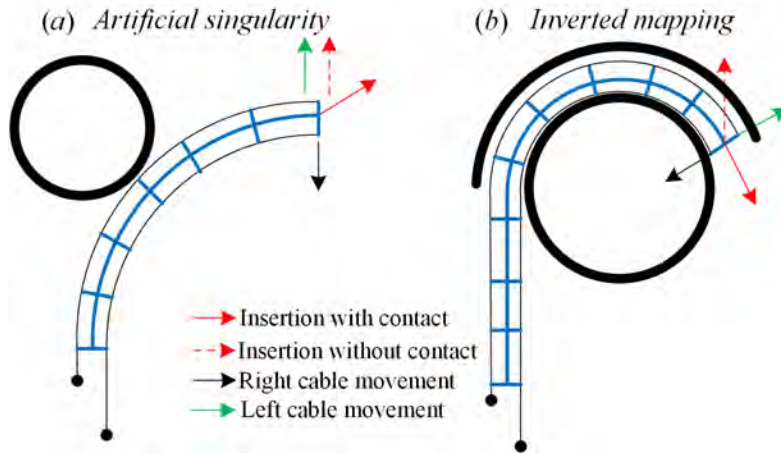 (a) Artificial singularity
(b) Inverted mapping
Insertion with contact
Insertion without contact
Right cable movement
Left cable movement